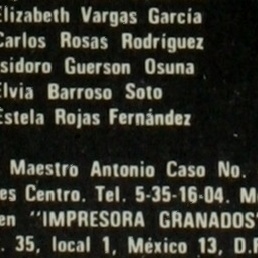 Elizabeth Vargas García
Carlos Rosas Rodríguez
Isidoro Guerson Osuna
Elvia Barroso Soto
Estela Rojas Fernández
Maestro Antonio Caso No.
es Centro. Tel. 5-35-16-04. M
en "IMPRESORA GRANADOS"
. 35, local 1, México 13, D.F